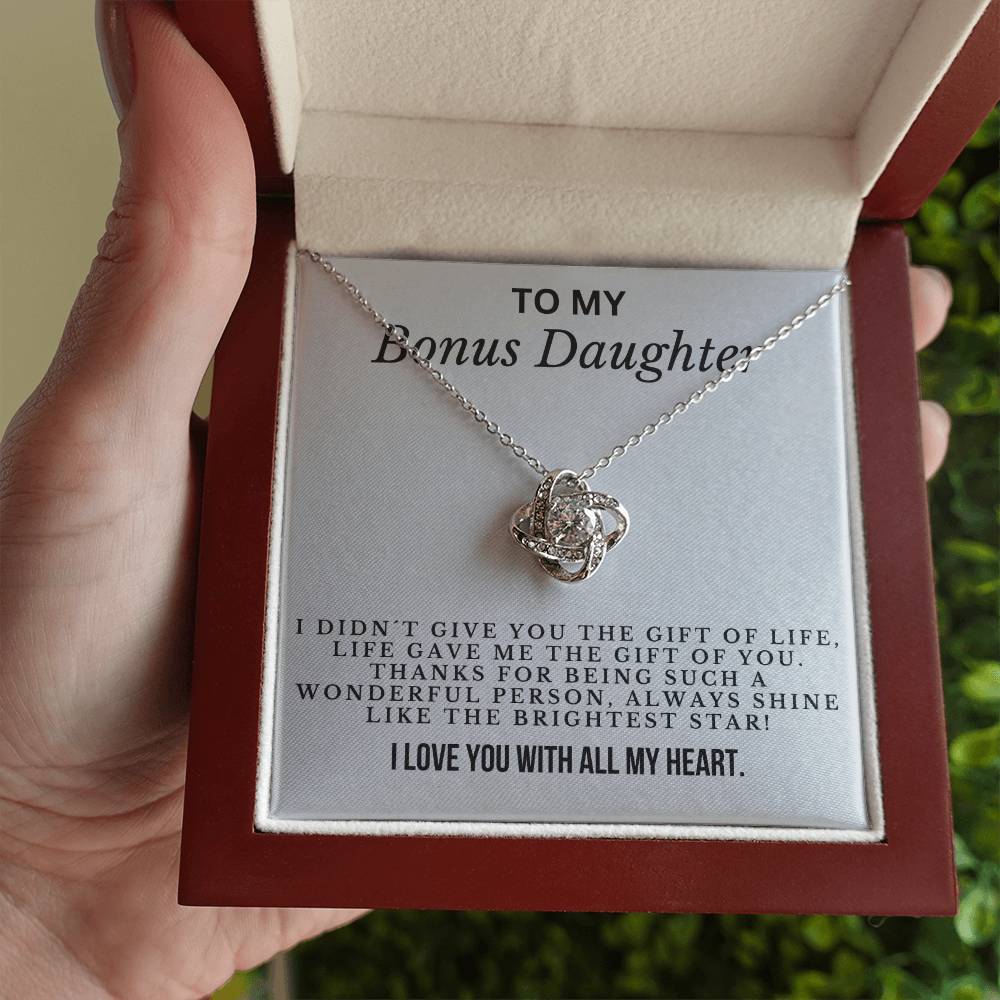 TO MY
Bonus Daughter
I DIDN´T GIVE YOU THE GIFT OF LIFE,
LIFE GAVE ME THE GIFT OF YOU.
THANKS FOR BEING SUCH A
WONDERFUL PERSON, ALWAYS SHINE
LIKE THE BRIGHTEST STAR!
I LOVE YOU WITH ALL MY HEART.